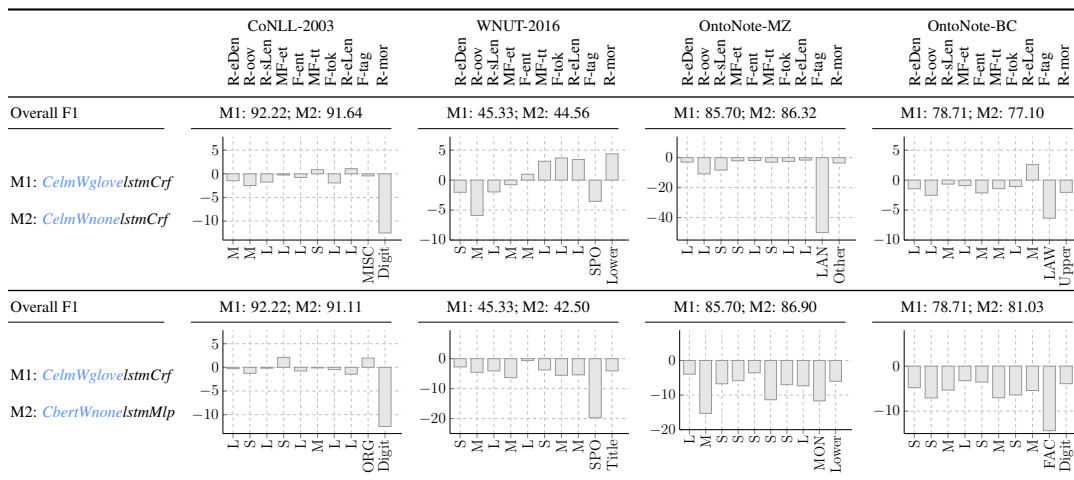 CoNLL-2003 WNUT-2016 OntoNote-MZ OntoNote-BC
R-eDen R-oov R-sLen MF-et F-ent MF-tt F-tok R-eLen F-tag R-mor R-eDen R-oov R-sLen MF-et F-ent MF-tt F-tok R-eLen F-tag R-mor R-eDen R-oov R-sLen MF-et F-ent MF-tt F-tok R-eLen F-tag R-mor R-eDen R-oov R-sLen MF-et F-ent MF-tt F-tok R-eLen F-tag R-mor
Overall F1 M1: 92.22; M2: 91.64 M1: 45.33; M2: 44.56 M1: 85.70; M2: 86.32 M1: 78.71; M2: 77.10
M1: CelmWglovelstmCrf
M2: CelmWnonelstmCrf
5 0 −5 −10
M S L L L S L L MISC Digit
5 0 −5 −10
S M L M M L L L SPO Lower
0 −20 −40
L L S S L S L L LAN Other
5 0 −5 −10
L L M L M M L M LAW Upper
Overall F1 M1: 92.22; M2: 91.11 M1: 45.33; M2: 42.50 M1: 85.70; M2: 86.90 M1: 78.71; M2: 81.03
M1: CelmWglovelstmCrf
M2: CbertWnonelstmMlp
5 0 −5 −10
L S L S L M L L ORG Digit
0 −10 −20
S M L M L S M M SPO Title
0 −10 −20
L M S S S S S L MON Lower
0 −10
S S M L S M S M FAC Digit